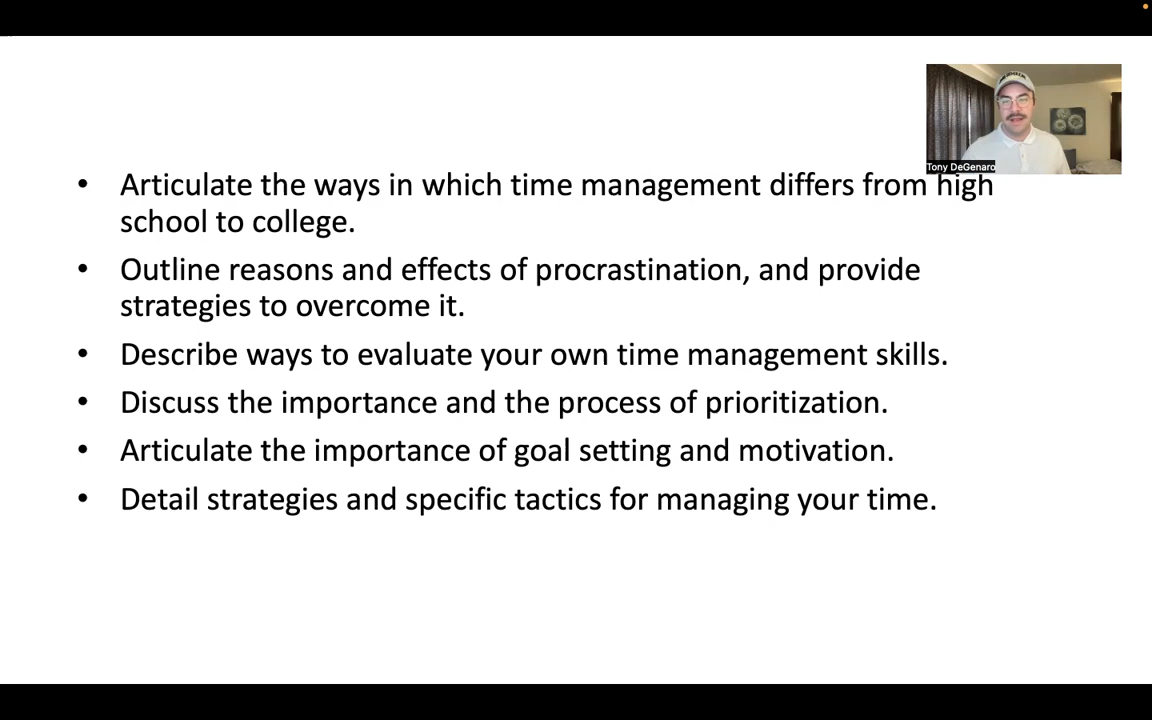 Tony DeGenaro
• Articulate the ways in which time management differs from high
school to college.
• Outline reasons and effects of procrastination, and provide
strategies to overcome it.
• Describe ways to evaluate your own time management skills.
• Discuss the importance and the process of prioritization.
• Articulate the importance of goal setting and motivation.
• Detail strategies and specific tactics for managing your time.